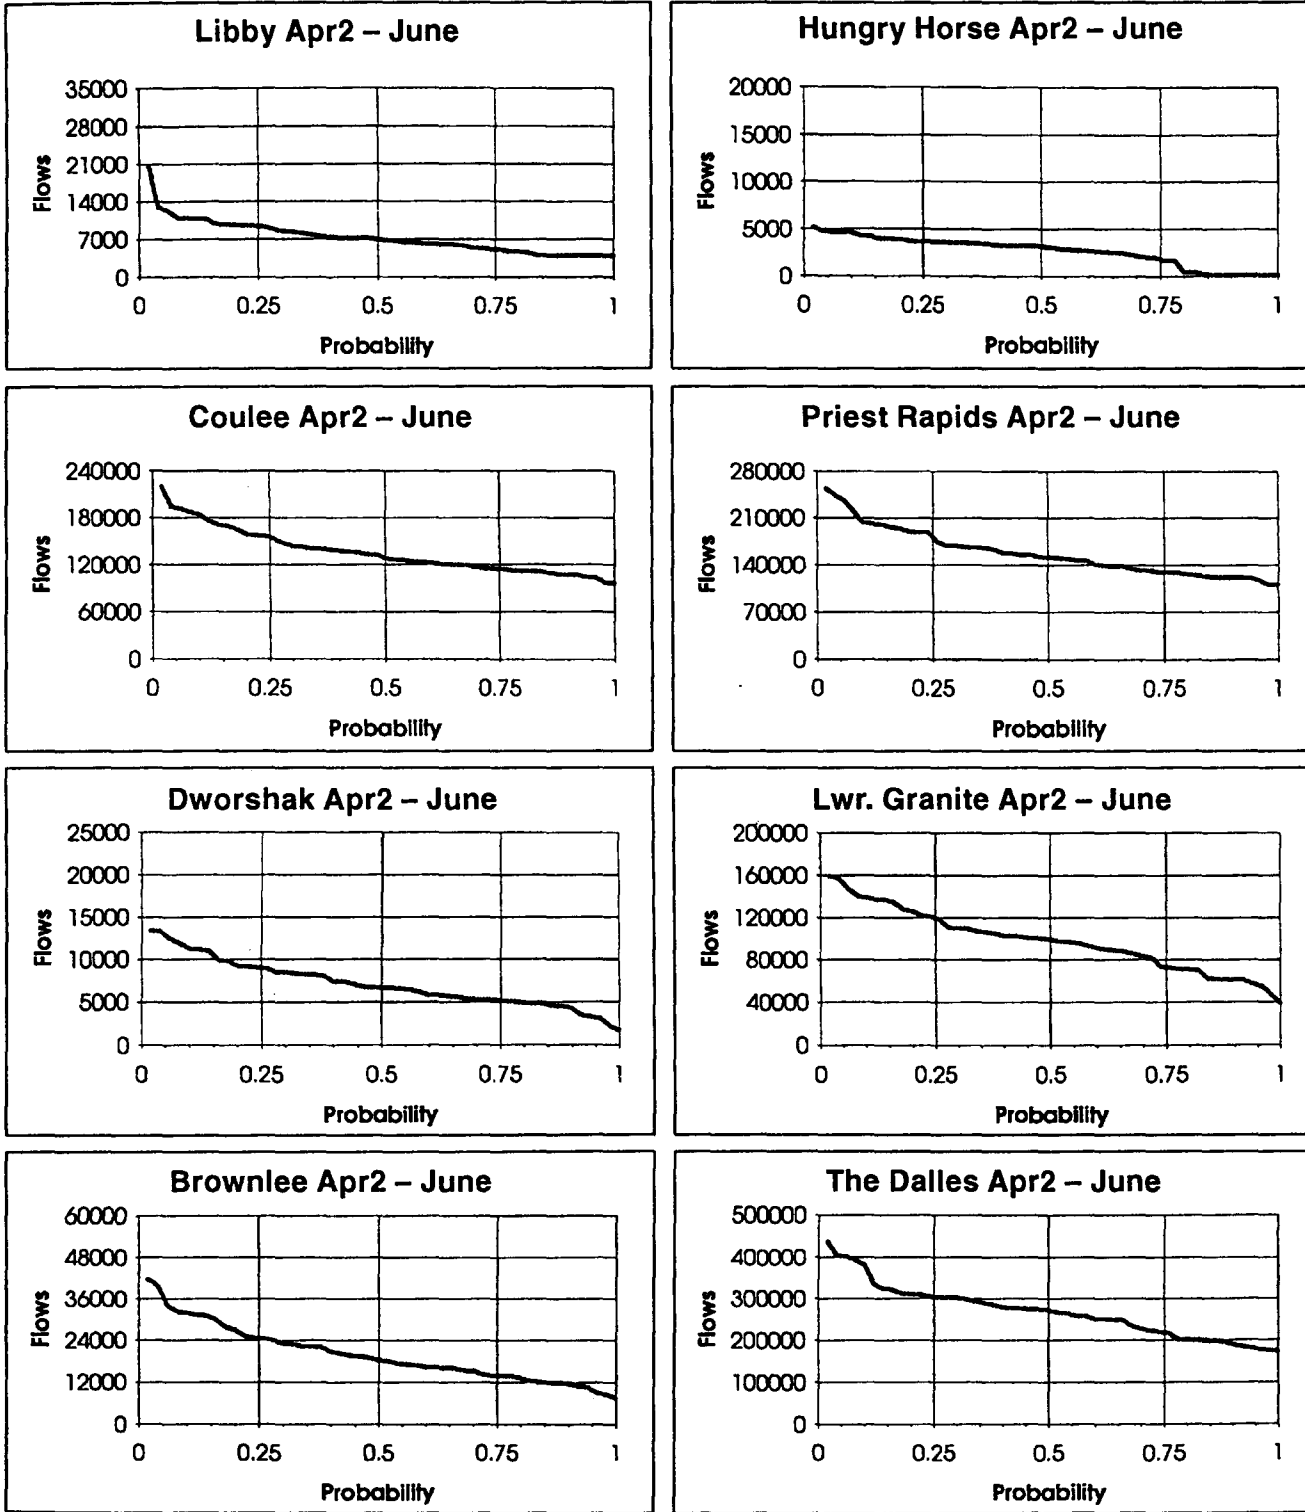 Libby Apr2 – June
35000
28000
21000
14000
7000
0
Flows
0 0.25 0.5 0.75 1
Probability
Hungry Horse Apr2 – June
20000
15000
10000
5000
0
Flows
0 0.25 0.5 0.75 1
Probability
Coulee Apr2 – June
240000
180000
120000
60000
0
Flows
0 0.25 0.5 0.75 1
Probability
Priest Rapids Apr2 – June
280000
210000
140000
70000
0
Flows
0 0.25 0.5 0.75 1
Probability
Dworshak Apr2 – June
25000
20000
15000
10000
5000
0
Flows
0 0.25 0.5 0.75 1
Probability
Lwr. Granite Apr2 – June
200000
160000
120000
80000
40000
0
Flows
0 0.25 0.5 0.75 1
Probability
Brownlee Apr2 – June
60000
48000
36000
24000
12000
0
Flows
0 0.25 0.5 0.75 1
Probability
The Dalles Apr2 – June
500000
400000
300000
200000
100000
0
Flows
0 0.25 0.5 0.75 1
Probability